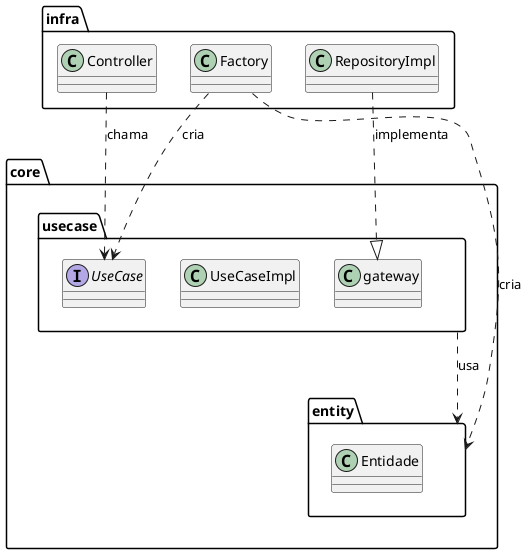 infra
C Controller
C Factory
C RepositoryImpl
chama
cria
implementa
core
usecase
I UseCase
C UseCaseImpl
C gateway
cria
usa
entity
C Entidade